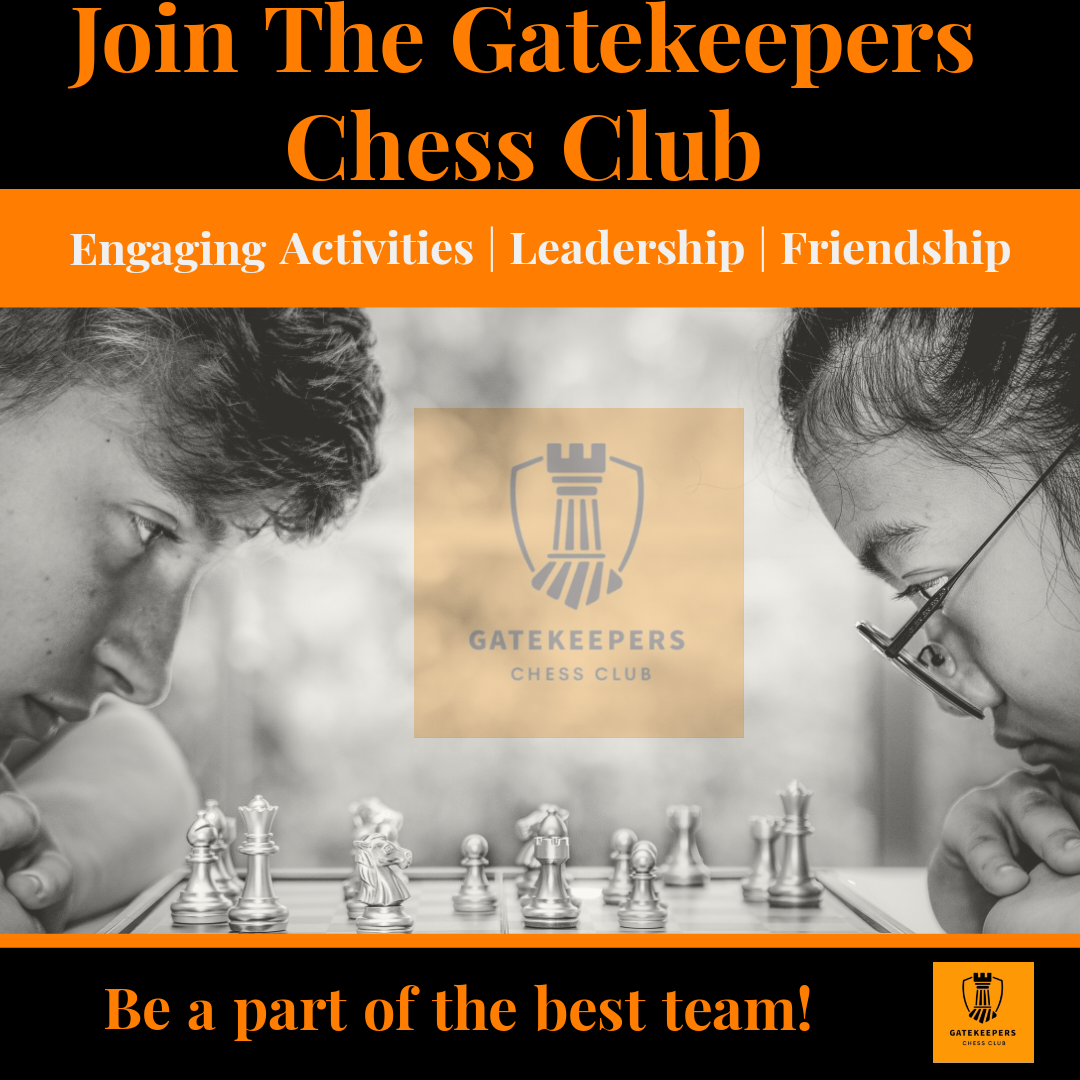 Join The Gatekeepers
Chess Club
Engaging Activities | Leadership | Friendship
GATEKEEPERS
CHESS CLUB
Be a part of the best team!
GATEKEEPERS
CHESS CLUB